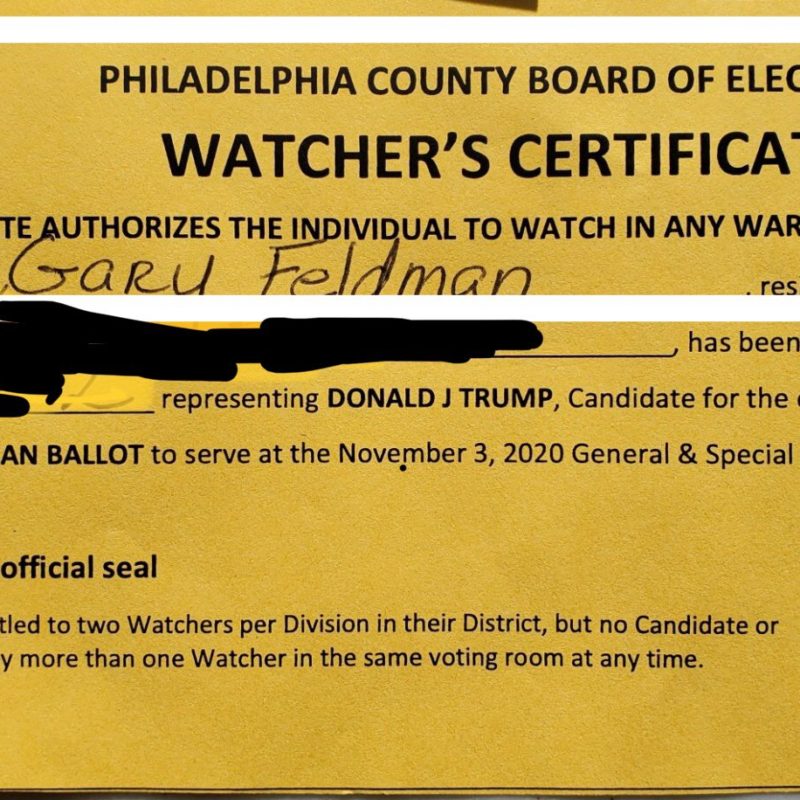 PHILADELPHIA COUNTY BOARD OF ELEC
WATCHER'S CERTIFICAT
TE AUTHORIZES THE INDIVIDUAL TO WATCH IN ANY WAR
Gary Feldman , res
, has been
representing DONALD J TRUMP, Candidate for the
AN BALLOT to serve at the November 3, 2020 General & Special
official seal
tled to two Watchers per Division in their District, but no Candidate or
y more than one Watcher in the same voting room at any time.